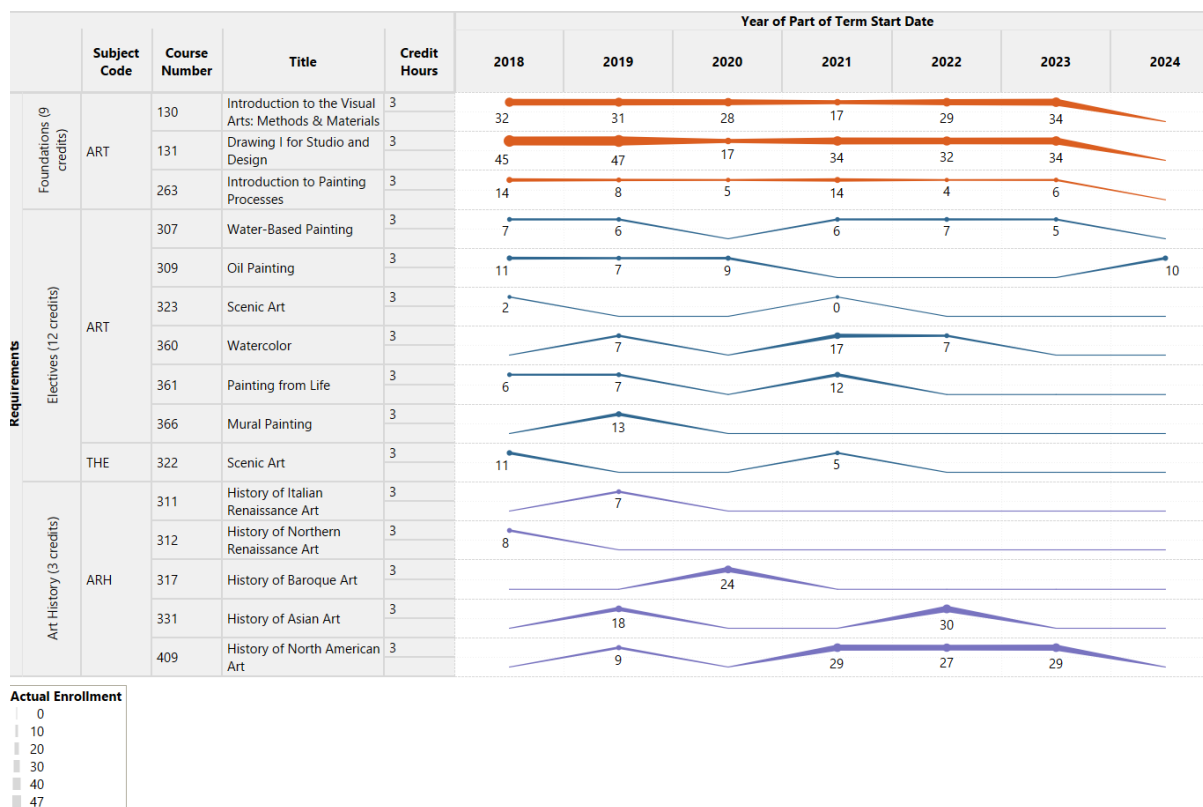 Year of Part of Term Start Date
Subject Code Course Number Title Credit Hours 2018 2019 2020 2021 2022 2023 2024
Requirements
Foundations (9 credits)
ART
130 Introduction to the Visual Arts: Methods & Materials 3
32 31 28 17 29 34
131 Drawing I for Studio and Design 3
45 47 17 34 32 34
263 Introduction to Painting Processes 3
14 8 5 14 4 6
Electives (12 credits)
ART
307 Water-Based Painting 3
7 6 6 7 5
309 Oil Painting 3
11 7 9 10
323 Scenic Art 3
2 0
360 Watercolor 3
7 17 7
361 Painting from Life 3
6 7 12
366 Mural Painting 3
13
THE
322 Scenic Art 3
11 5
Art History (3 credits)
ARH
311 History of Italian Renaissance Art 3
7
312 History of Northern Renaissance Art 3
8
317 History of Baroque Art 3
24
331 History of Asian Art 3
18 30
409 History of North American Art 3
9 29 27 29
Actual Enrollment
0
10
20
30
40
47